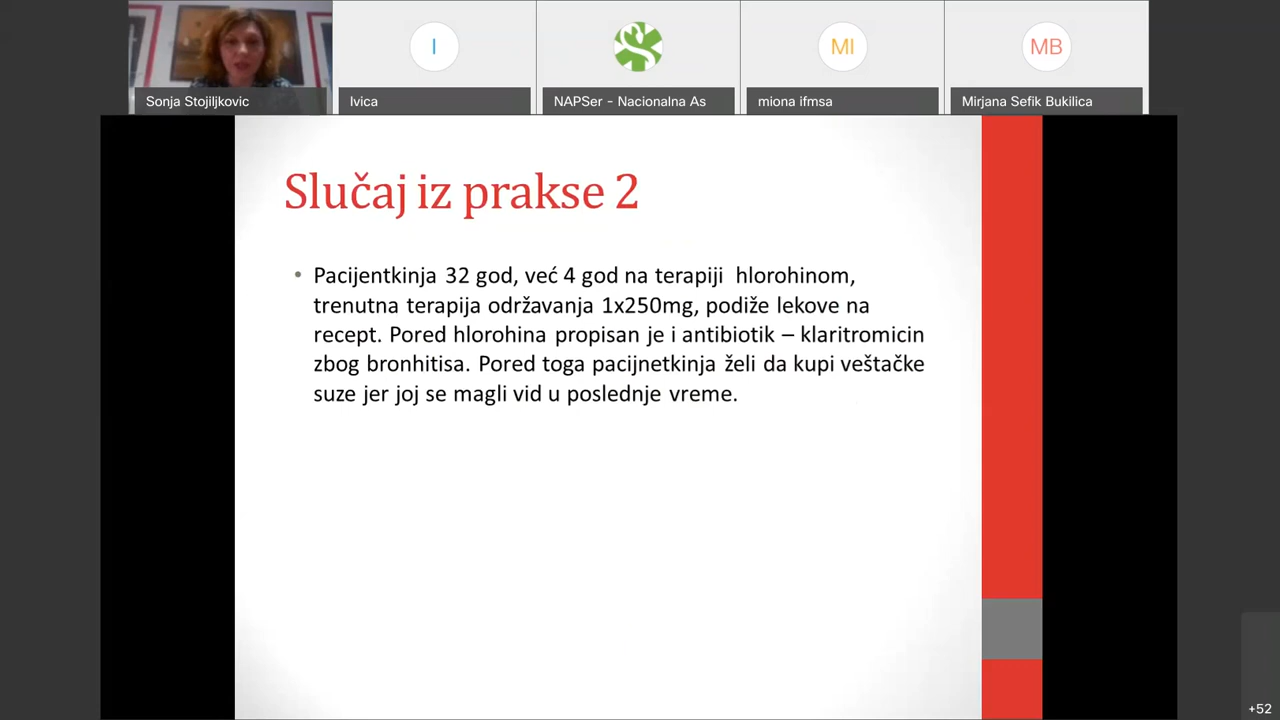 Sonja Stojiljkovic
I
Ivica
NAPSer - Nacionalna As
MI
miona ifmsa
MB
Mirjana Sefik Bukilica
Slučaj iz prakse 2
• Pacijentkinja 32 god, već 4 god na terapiji hlorohinom,
trenutna terapija održavanja 1x250mg, podiže lekove na
recept. Pored hlorohina propisan je i antibiotik – klaritromicin
zbog bronhitisa. Pored toga pacijnetkinja želi da kupi veštačke
suze jer joj se magli vid u poslednje vreme.
+52